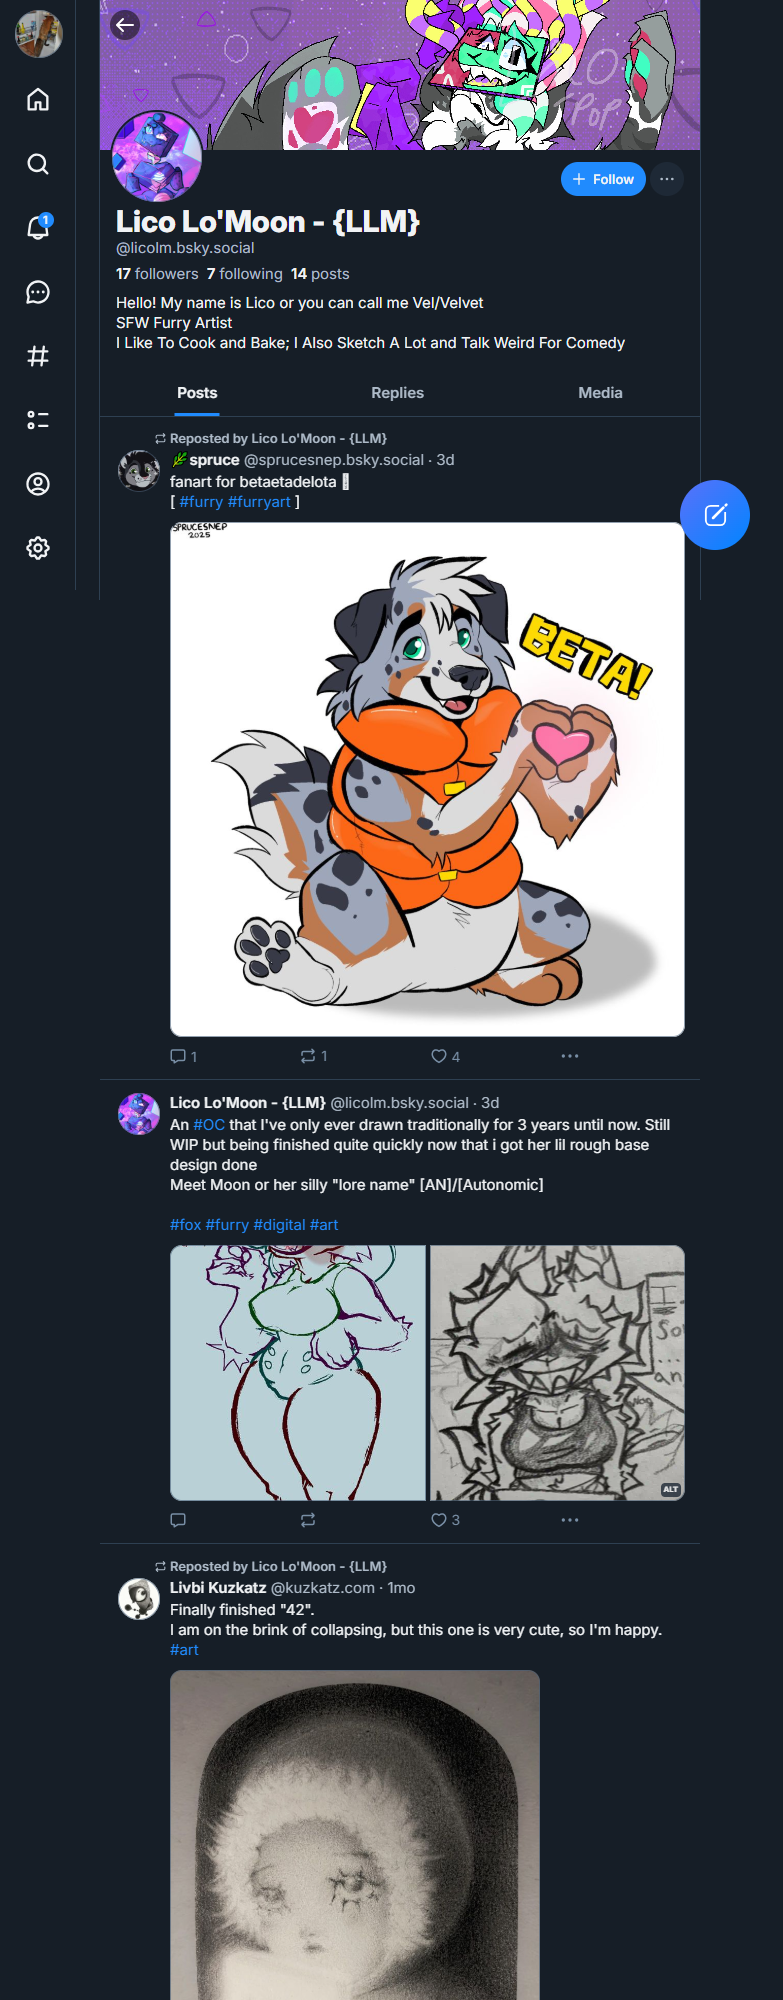 LO
POP.
1
Follow
Lico Lo'Moon - {LLM}
@licolm.bsky.social
17 followers 7 following 14 posts
Hello! My name is Lico or you can call me Vel/Velvet
SFW Furry Artist
I Like To Cook and Bake; I Also Sketch A Lot and Talk Weird For Comedy
Posts Replies Media
Reposted by Lico Lo'Moon - {LLM}
spruce @sprucesnep.bsky.social · 3d
fanart for betaetadelota
[ #furry #furryart ]
SPRUCESNEP
2025
BETA!
1 1 4
Lico Lo'Moon - {LLM} @licolm.bsky.social · 3d
An #OC that I've only ever drawn traditionally for 3 years until now. Still
WIP but being finished quite quickly now that i got her lil rough base
design done
Meet Moon or her silly "lore name" [AN]/[Autonomic]
#fox #furry #digital #art
ALT
3
Reposted by Lico Lo'Moon - {LLM}
Livbi Kuzkatz @kuzkatz.com · 1mo
Finally finished "42".
I am on the brink of collapsing, but this one is very cute, so I'm happy.
#art